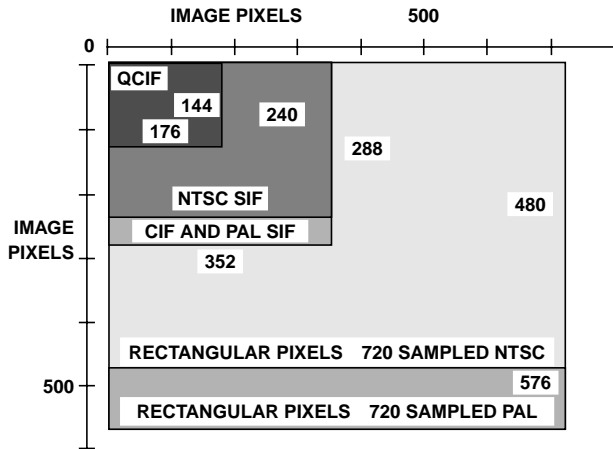 IMAGE PIXELS 500
0
QCIF
144
176
240
288
NTSC SIF
480
IMAGE
PIXELS
CIF AND PAL SIF
352
RECTANGULAR PIXELS 720 SAMPLED NTSC
500
576
RECTANGULAR PIXELS 720 SAMPLED PAL